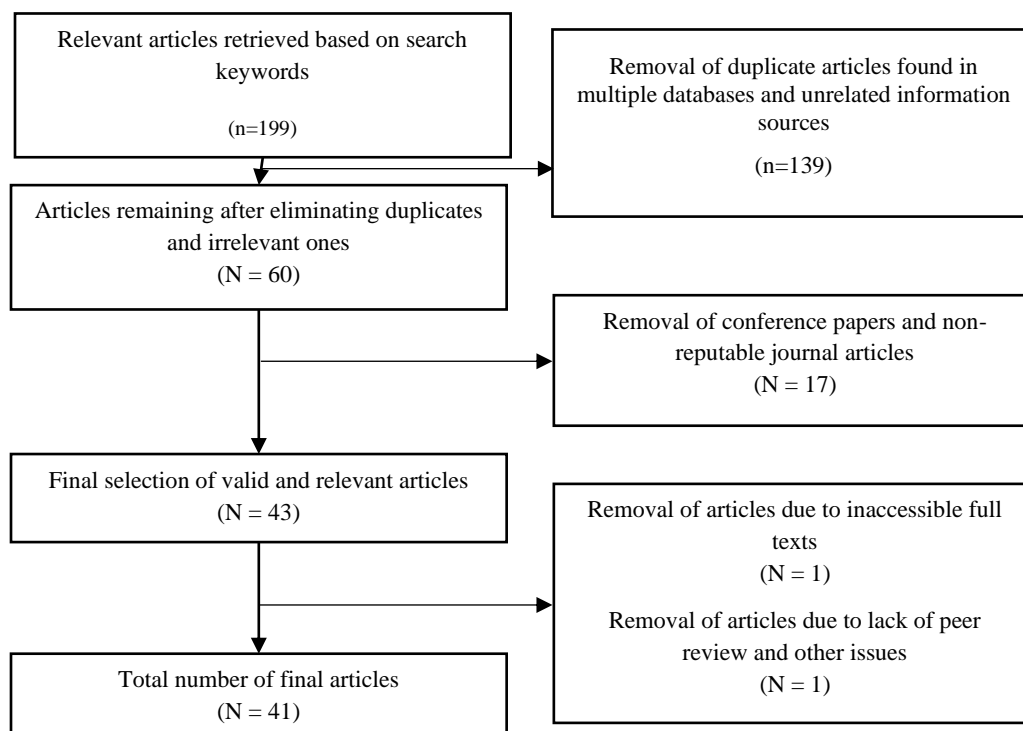 Relevant articles retrieved based on search
keywords
(n=199)
Removal of duplicate articles found in
multiple databases and unrelated information
sources
(n=139)
Articles remaining after eliminating duplicates
and irrelevant ones
(N = 60)
Removal of conference papers and non-
reputable journal articles
(N = 17)
Final selection of valid and relevant articles
(N = 43)
Removal of articles due to inaccessible full
texts
(N = 1)
Removal of articles due to lack of peer
review and other issues
(N = 1)
Total number of final articles
(N = 41)